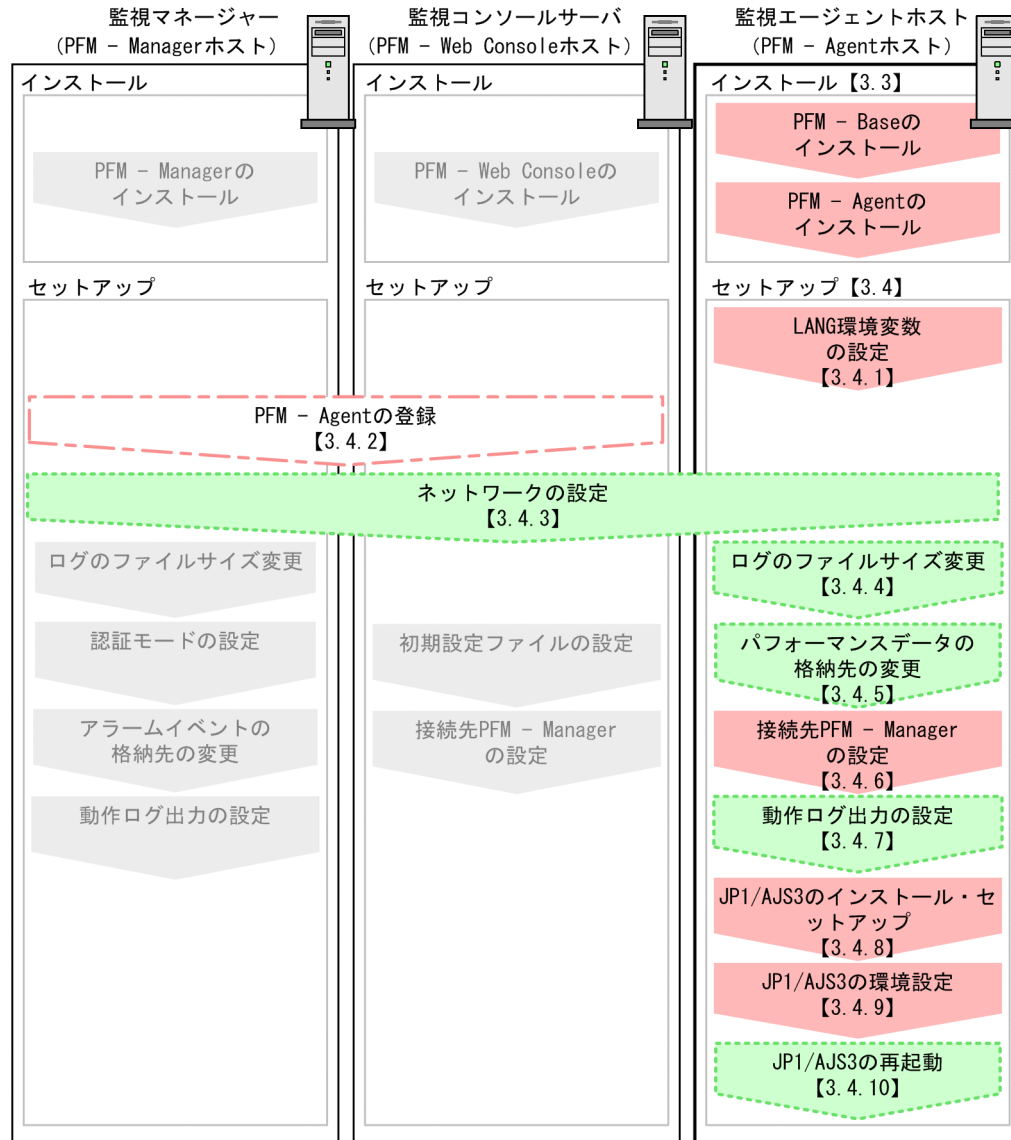 監視マネージャー
（PFM － Managerホスト）
インストール
PFM － Managerの
インストール
セットアップ
監視コンソールサーバ
（PFM － Web Consoleホスト）
インストール
PFM － Web Consoleの
インストール
セットアップ
監視エージェントホスト
（PFM － Agentホスト）
インストール【3.3】
PFM － Baseの
インストール
PFM － Agentの
インストール
セットアップ【3.4】
LANG環境変数
の設定
【3.4.1】
PFM － Agentの登録
【3.4.2】
ネットワークの設定
【3.4.3】
ログのファイルサイズ変更
認証モードの設定
アラームイベントの
格納先の変更
動作ログ出力の設定
初期設定ファイルの設定
接続先PFM － Manager
の設定
ログのファイルサイズ変更
【3.4.4】
パフォーマンスデータの
格納先の変更
【3.4.5】
接続先PFM － Manager
の設定
【3.4.6】
動作ログ出力の設定
【3.4.7】
JP1/AJS3のインストール・セ
ットアップ
【3.4.8】
JP1/AJS3の環境設定
【3.4.9】
JP1/AJS3の再起動
【3.4.10】